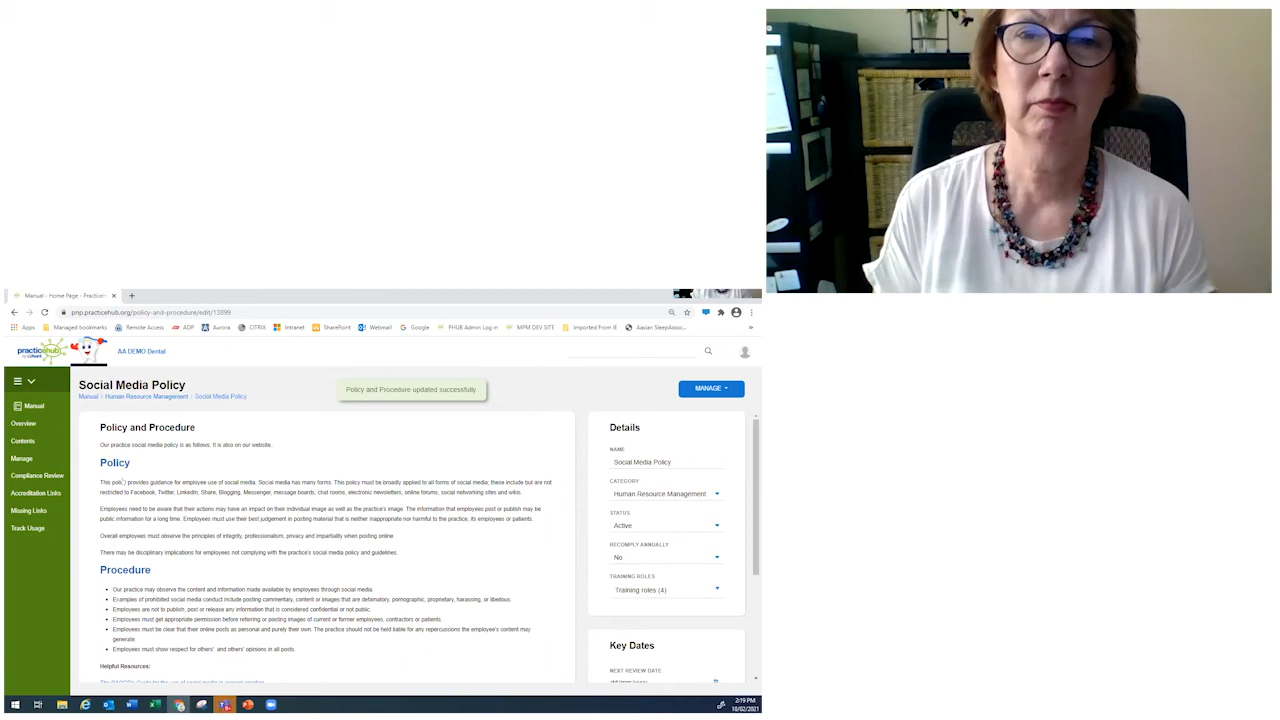 Manual - Home Page - Practice
pnp.practicehub.org/policy-and-procedure/edit/13899
Apps Managed bookmarks Remote Access ADP Aurora CITRIX Intranet SharePoint Webmail Google PHUB Admin Log in MPM DEV SITE Imported From IE Aasian SleepAssoc...
practicehub
AA DEMO Dental
Manual
Overview
Contents
Manage
Compliance Review
Accreditation Links
Missing Links
Track Usage
Social Media Policy
Manual Human Resource Management Social Media Policy
Policy and Procedure updated successfully
MANAGE
Policy and Procedure
Our practice social media policy is as follows. It is also on our website.
Policy
This policy provides guidance for employee use of social media. Social media has many forms. This policy must be broadly applied to all forms of social media; these include but are not
restricted to Facebook, Twitter, LinkedIn, Share, Blogging, Messenger, message boards, chat rooms, electronic newsletters, online forums, social networking sites and wikis.
Employees need to be aware that their actions may have an impact on their individual image as well as the practice's image. The information that employees post or publish may be
public information for a long time. Employees must use their best judgement in posting material that is neither inappropriate nor harmful to the practice, its employees or patients.
Overall employees must observe the principles of integrity, professionalism, privacy and impartiality when posting online.
There may be disciplinary implications for employees not complying with the practice's social media policy and guidelines.
Procedure
Our practice may observe the content and information made available by employees through social media.
Examples of prohibited social media conduct include posting commentary, content or images that are defamatory, pornographic, proprietary, harassing, or libellous.
Employees are not to publish, post or release any information that is considered confidential or not public.
Employees must get appropriate permission before referring or posting images of current or former employees, contractors or patients.
Employees must be clear that their online posts as personal and purely their own. The practice should not be held liable for any repercussions the employee's content may
generate.
Employees must show respect for others' and others' opinions in all posts.
Helpful Resources:
Details
NAME
Social Media Policy
CATEGORY
Human Resource Management
STATUS
Active
RECOMPLY ANNUALLY
No
TRAINING ROLES
Training roles (4)
Key Dates
NEXT REVIEW DATE
2:19 PM
18/02/2021